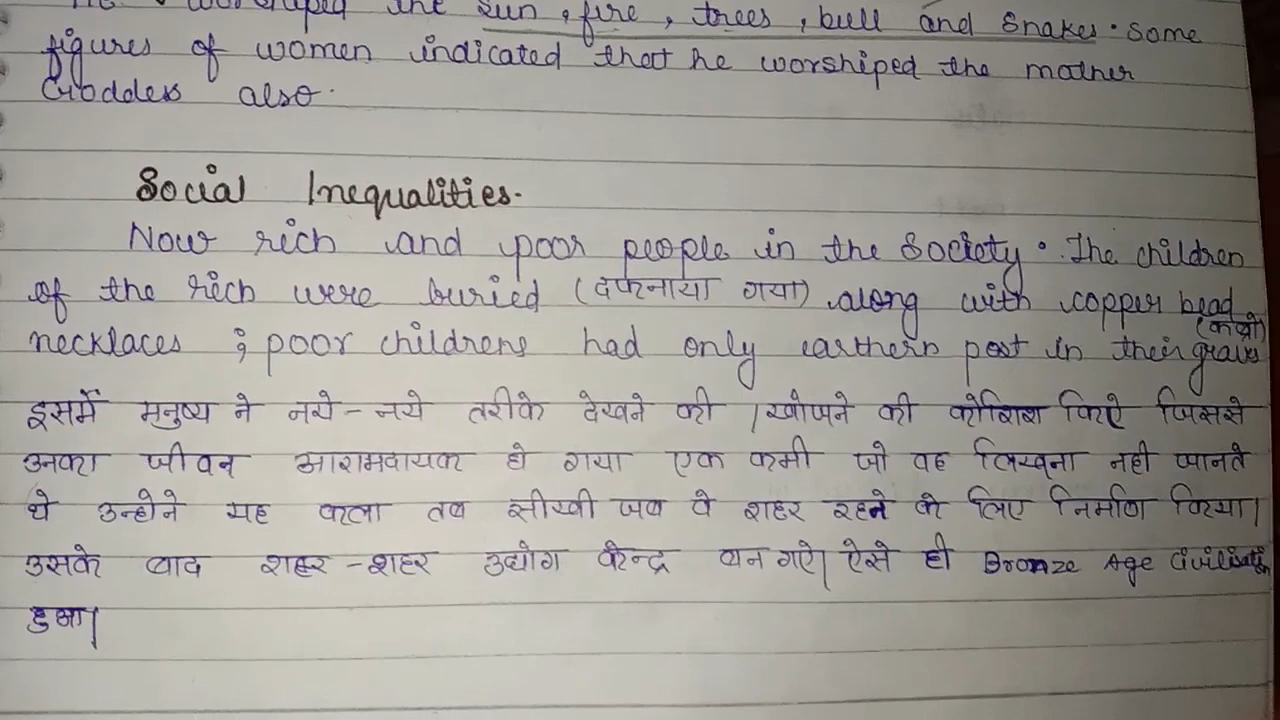 worshiped the sun, fire, trees, bull and snakes. some
figures of women indicated that he worshiped the mother
Goddess also.
Social Inequalities.
Now rich and poor people in the society. The children
of the rich were buried (दफनाया गया) along with copper bead
necklaces ; poor childrens had only earthern post in their graves (कब्रो)
इसमें मनुष्य ने नये-नये तरीके देखने की / खोजने की कोशिश किऐ जिससे
उनका जीवन आरामदायक हो गया एक कमी जो वह लिखना नही जानते
थे उन्होने यह कला तब सीखी जब वे शहर रहने के लिए निर्माण किया।
उसके बाद शहर-शहर उद्योग केन्द्र बन गऐ। ऐसे ही Bronze Age Civilisation
हुआ।